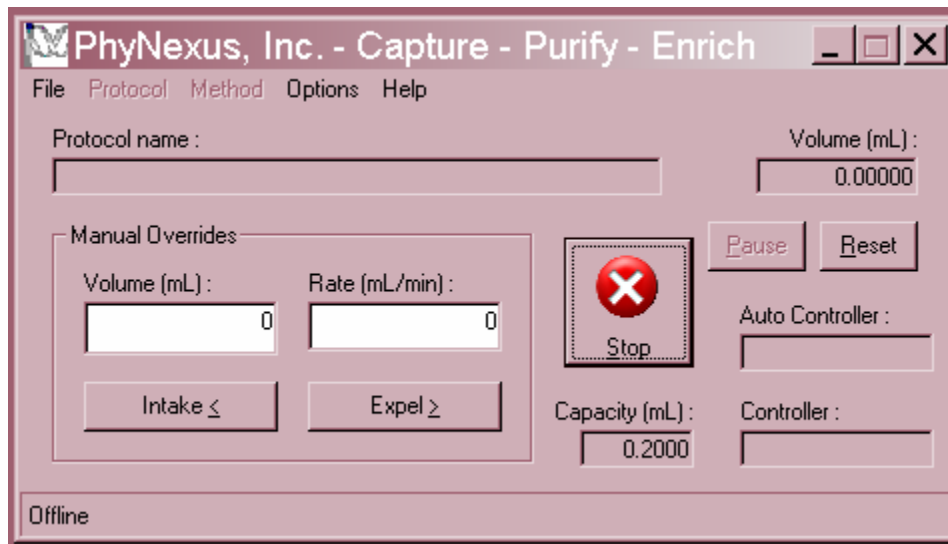 PhyNexus, Inc. - Capture - Purify - Enrich
File Protocol Method Options Help
Protocol name :
Volume (mL) :
0.00000
Manual Overrides
Volume (mL) :
Rate (mL/min) :
0
0
Intake <
Expel >
Stop
Pause
Reset
Auto Controller :
Capacity (mL) :
0.2000
Controller :
Offline